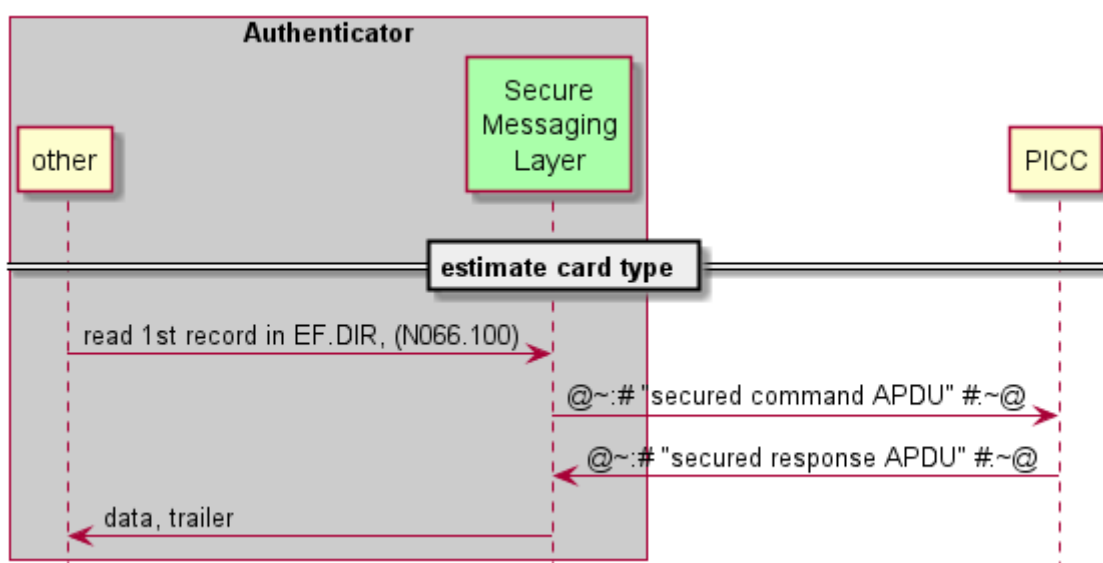 Authenticator
Secure
Messaging
Layer
other
PICC
estimate card type
read 1st record in EF.DIR, (N066.100)
@~:# "secured command APDU" #:~@
@~:# "secured response APDU" #:~@
data, trailer